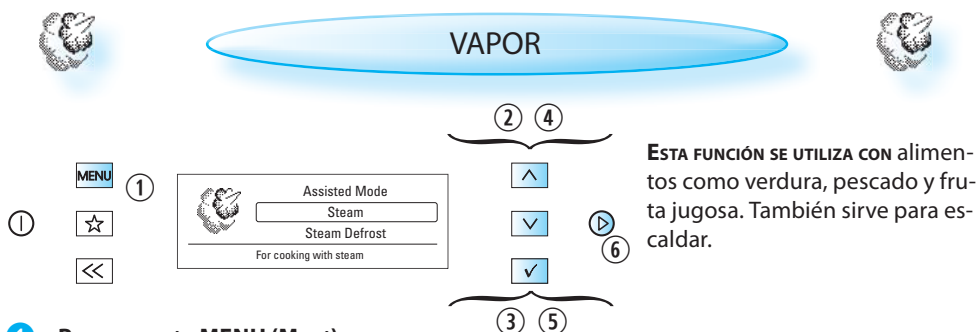 VAPOR
② ④
ESTA FUNCIÓN SE UTILIZA CON alimen-
tos como verdura, pescado y fru-
ta jugosa. También sirve para es-
caldar.
MENU
①
Assisted Mode
Steam
Steam Defrost
For cooking with steam
⑥
③ ⑤